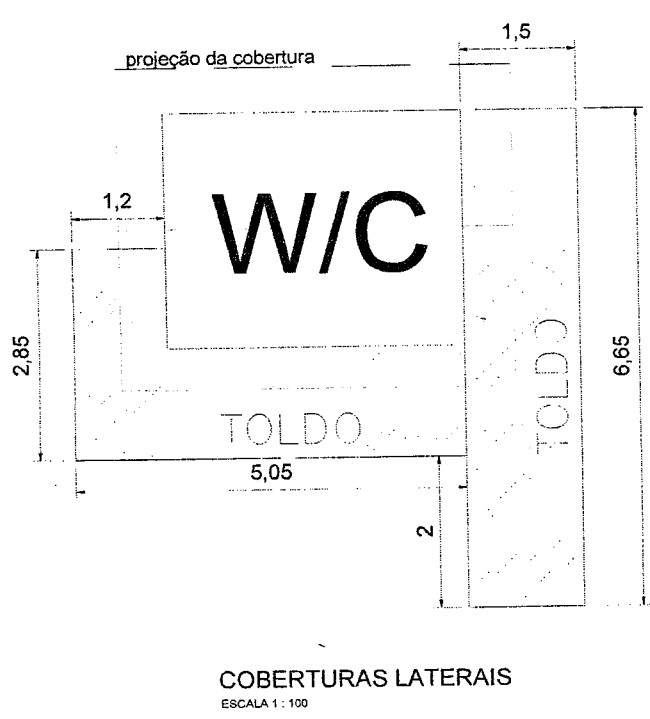 1,5
projeção da cobertura
1,2
W/C
2,85
TOLDO
6,65
TOLDO
5,05
2
COBERTURAS LATERAIS
ESCALA 1 : 100